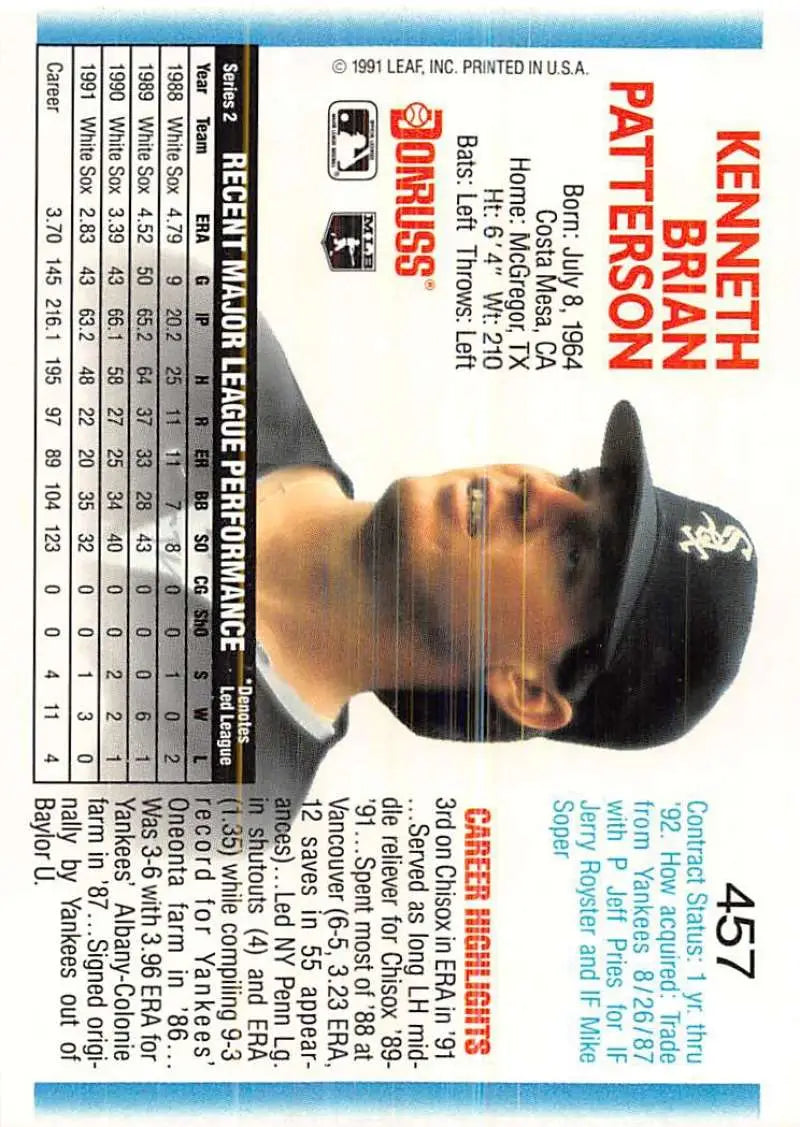 457
KENNETH
BRIAN
PATTERSON
Born: July 8, 1964
Costa Mesa, CA
Home: McGregor, TX
Ht: 6'4" Wt: 210
Bats: Left Throws: Left
DONRUSS®
MLB
© 1991 LEAF, INC. PRINTED IN U.S.A.
Contract Status: 1 yr. thru
'92. How acquired: Trade
from Yankees 8/26/87
with P Jeff Pries for IF
Jerry Royster and IF Mike
Soper
CAREER HIGHLIGHTS
3rd on Chisox in ERA in '91
...Served as long LH mid-
dle reliever for Chisox '89-
'91...Spent most of '88 at
Vancouver (6-5, 3.23 ERA,
12 saves in 55 appear-
ances)...Led NY Penn Lg.
in shutouts (4) and ERA
(1.35) while compiling 9-3
record for Yankees'
Oneonta farm in '86...
Was 3-6 with 3.96 ERA for
Yankees' Albany-Colonie
farm in '87...Signed origi-
nally by Yankees out of
Baylor U.
Series 2 RECENT MAJOR LEAGUE PERFORMANCE *Denotes
Led League
Year Team ERA G IP H R ER BB SO CG ShO S W L
1988 White Sox 4.79 9 20.2 25 11 11 7 8 0 0 1 0 2
1989 White Sox 4.52 50 65.2 64 37 33 28 43 0 0 0 6 1
1990 White Sox 3.39 43 66.1 58 27 25 34 40 0 0 2 2 1
1991 White Sox 2.83 43 63.2 48 22 20 35 32 0 0 1 3 0
Career 3.70 145 216.1 195 97 89 104 123 0 0 4 11 4